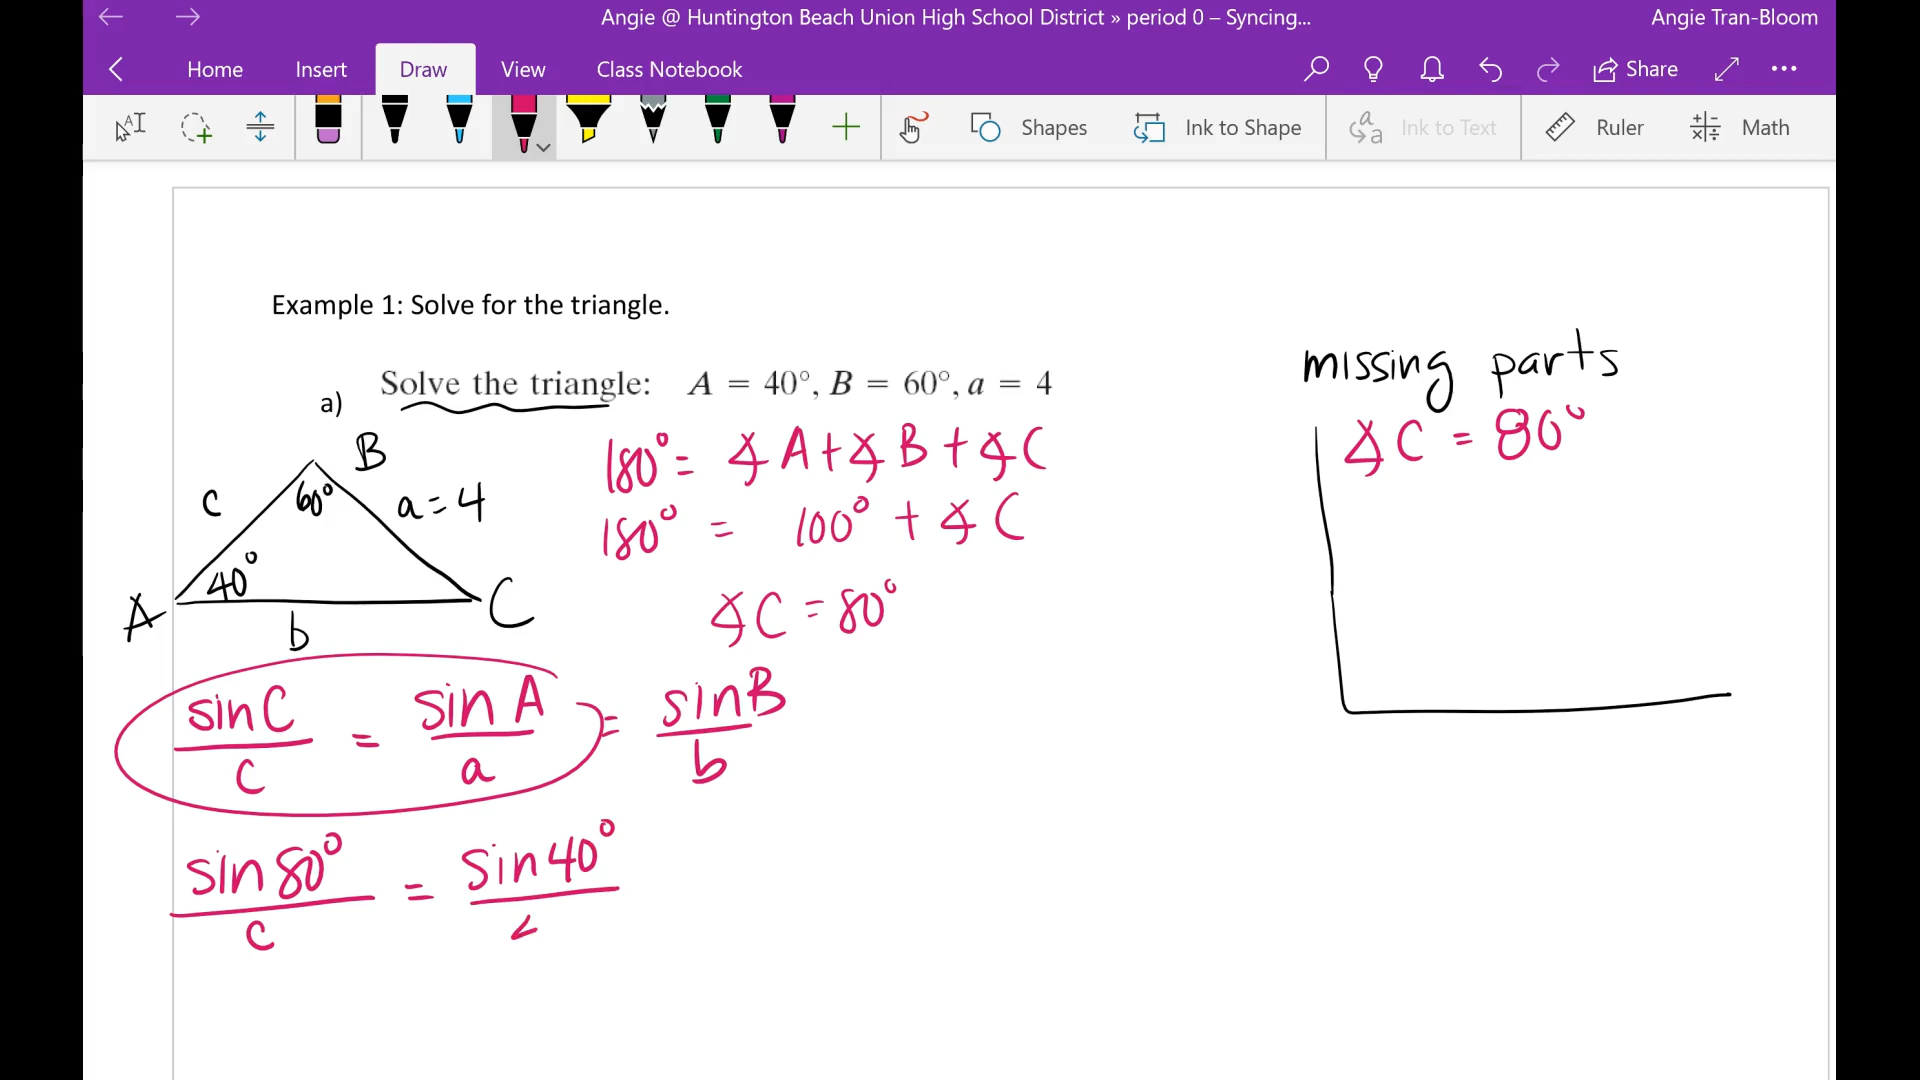 Angie @ Huntington Beach Union High School District » period 0 – Syncing...
Angie Tran-Bloom
Home Insert Draw View Class Notebook
Share
Shapes Ink to Shape Ink to Text Ruler Math
Example 1: Solve for the triangle.
a) Solve the triangle: A = 40°, B = 60°, a = 4
B
c
60°
a = 4
40°
A
C
b
180° = ∡A + ∡B + ∡C
180° = 100° + ∡C
∡C = 80°
sin C / c = sin A / a = sin B / b
sin 80° / c = sin 40° /
missing parts
∡C = 80°